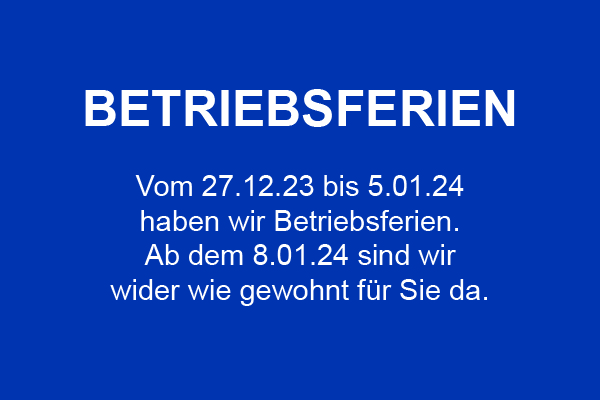 BETRIEBSFERIEN
Vom 27.12.23 bis 5.01.24
haben wir Betriebsferien.
Ab dem 8.01.24 sind wir
wider wie gewohnt für Sie da.